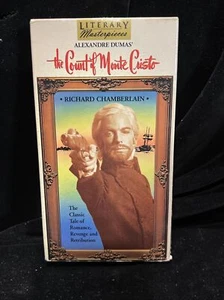 LITERARY
Masterpieces
ALEXANDRE DUMAS'
the Count of Monte Cristo
• RICHARD CHAMBERLAIN •
The
Classic
Tale of
Romance,
Revenge and
Retribution